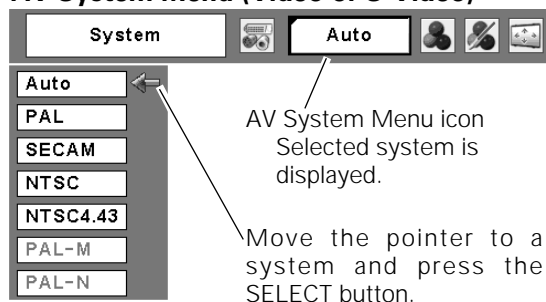 AV System Menu (Video or S-Video)
System
Auto
Auto
PAL
SECAM
NTSC
NTSC4.43
PAL-M
PAL-N
AV System Menu icon
Selected system is
displayed.
Move the pointer to a
system and press the
SELECT button.